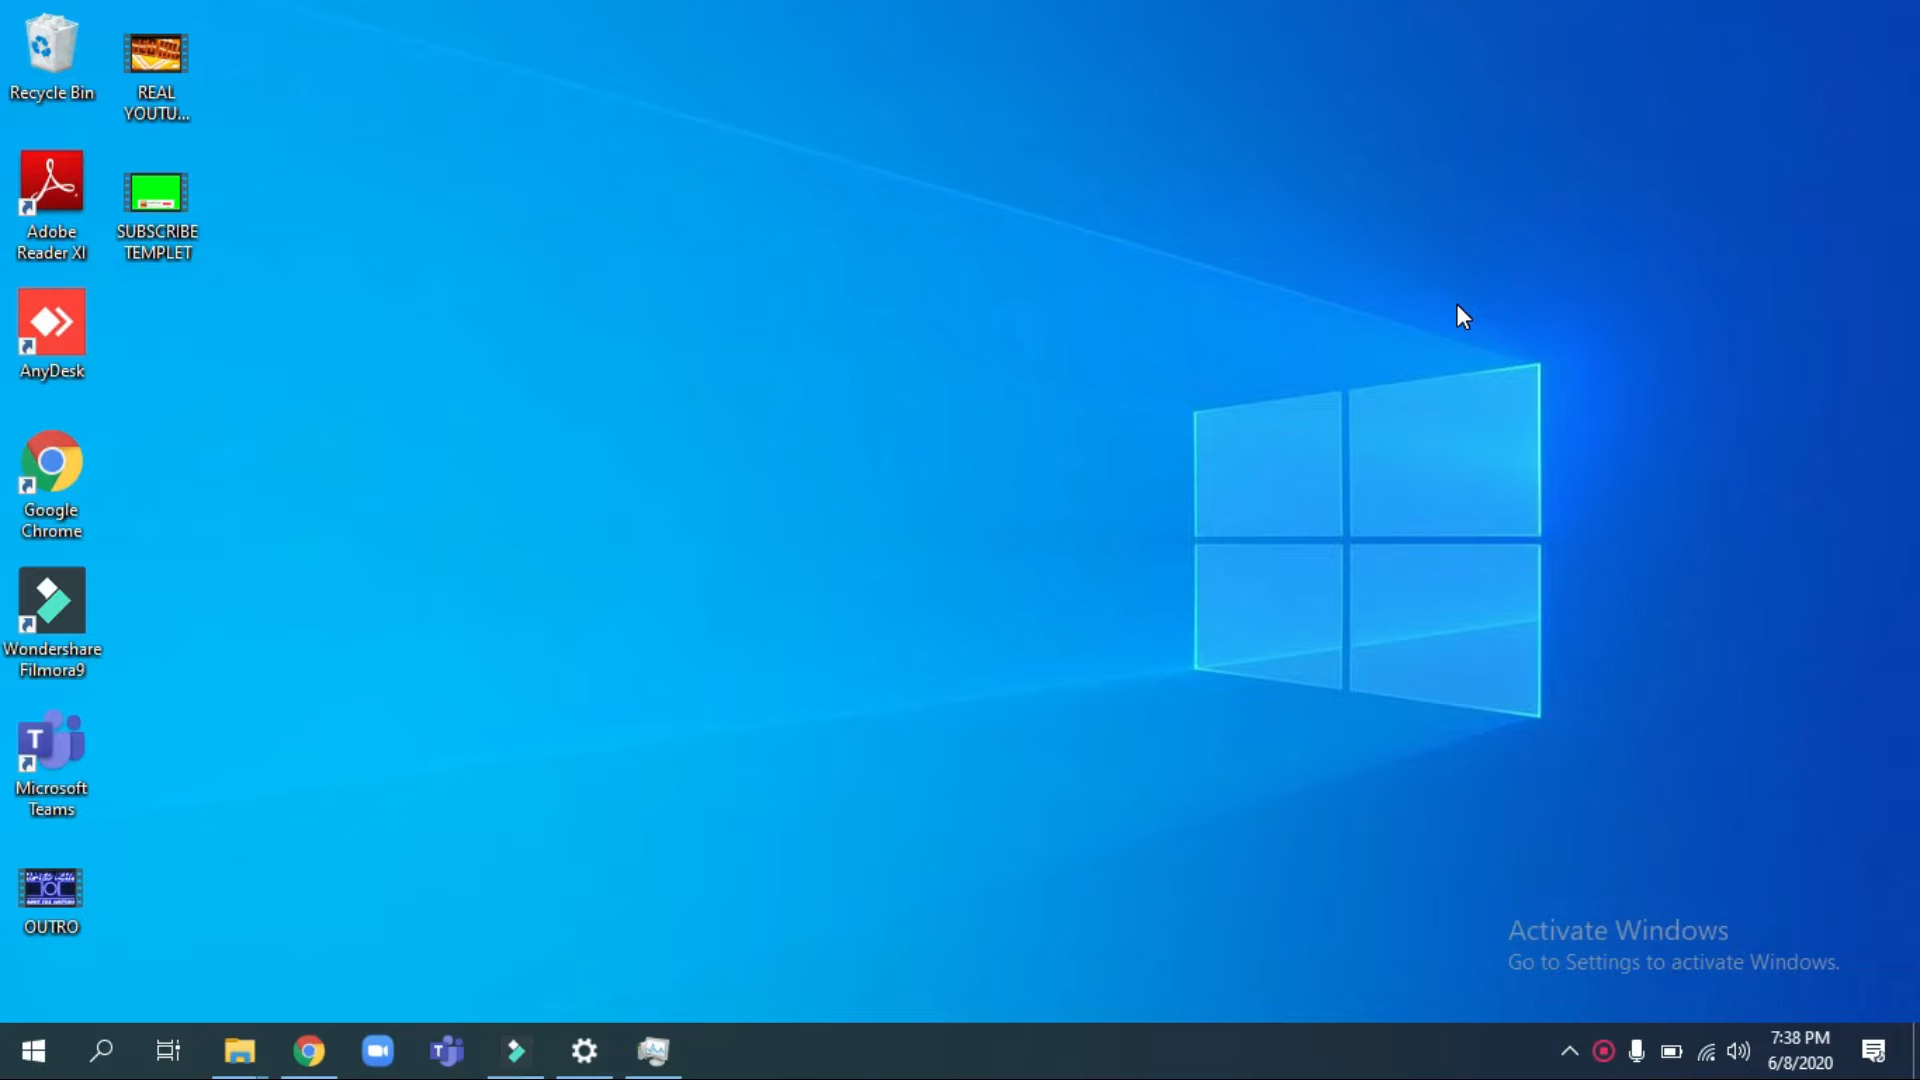 Recycle Bin
REAL
YOUTU...
Adobe
Reader XI
SUBSCRIBE
TEMPLET
AnyDesk
Google
Chrome
Wondershare
Filmora9
T
Microsoft
Teams
OUTRO
Activate Windows
Go to Settings to activate Windows.
T
7:38 PM
6/8/2020